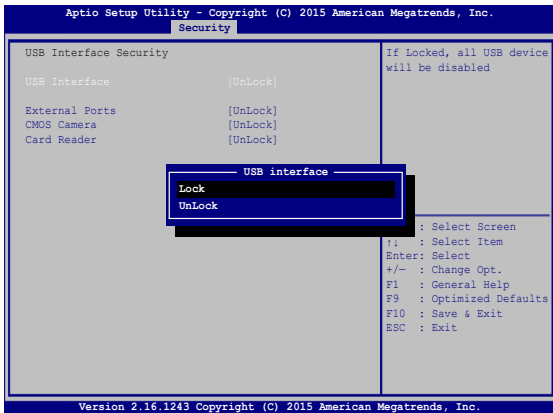 Aptio Setup Utility - Copyright (C) 2015 American Megatrends, Inc.
Security
USB Interface Security
USB Interface [UnLock]
External Ports [UnLock]
CMOS Camera [UnLock]
Card Reader [UnLock]
If Locked, all USB device
will be disabled
USB interface
Lock
UnLock
: Select Screen
↑↓ : Select Item
Enter: Select
+/— : Change Opt.
F1 : General Help
F9 : Optimized Defaults
F10 : Save & Exit
ESC : Exit
Version 2.16.1243 Copyright (C) 2015 American Megatrends, Inc.